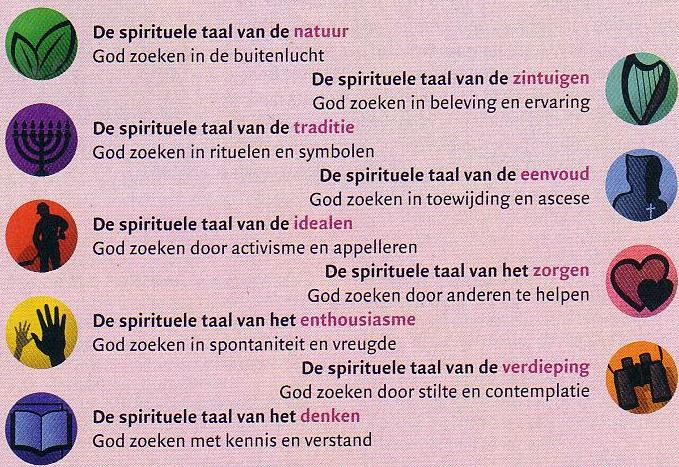 De spirituele taal van de natuur
God zoeken in de buitenlucht
De spirituele taal van de zintuigen
God zoeken in beleving en ervaring
De spirituele taal van de traditie
God zoeken in rituelen en symbolen
De spirituele taal van de eenvoud
God zoeken in toewijding en ascese
De spirituele taal van de idealen
God zoeken door activisme en appelleren
De spirituele taal van het zorgen
God zoeken door anderen te helpen
De spirituele taal van het enthousiasme
God zoeken in spontaniteit en vreugde
De spirituele taal van de verdieping
God zoeken door stilte en contemplatie
De spirituele taal van het denken
God zoeken met kennis en verstand